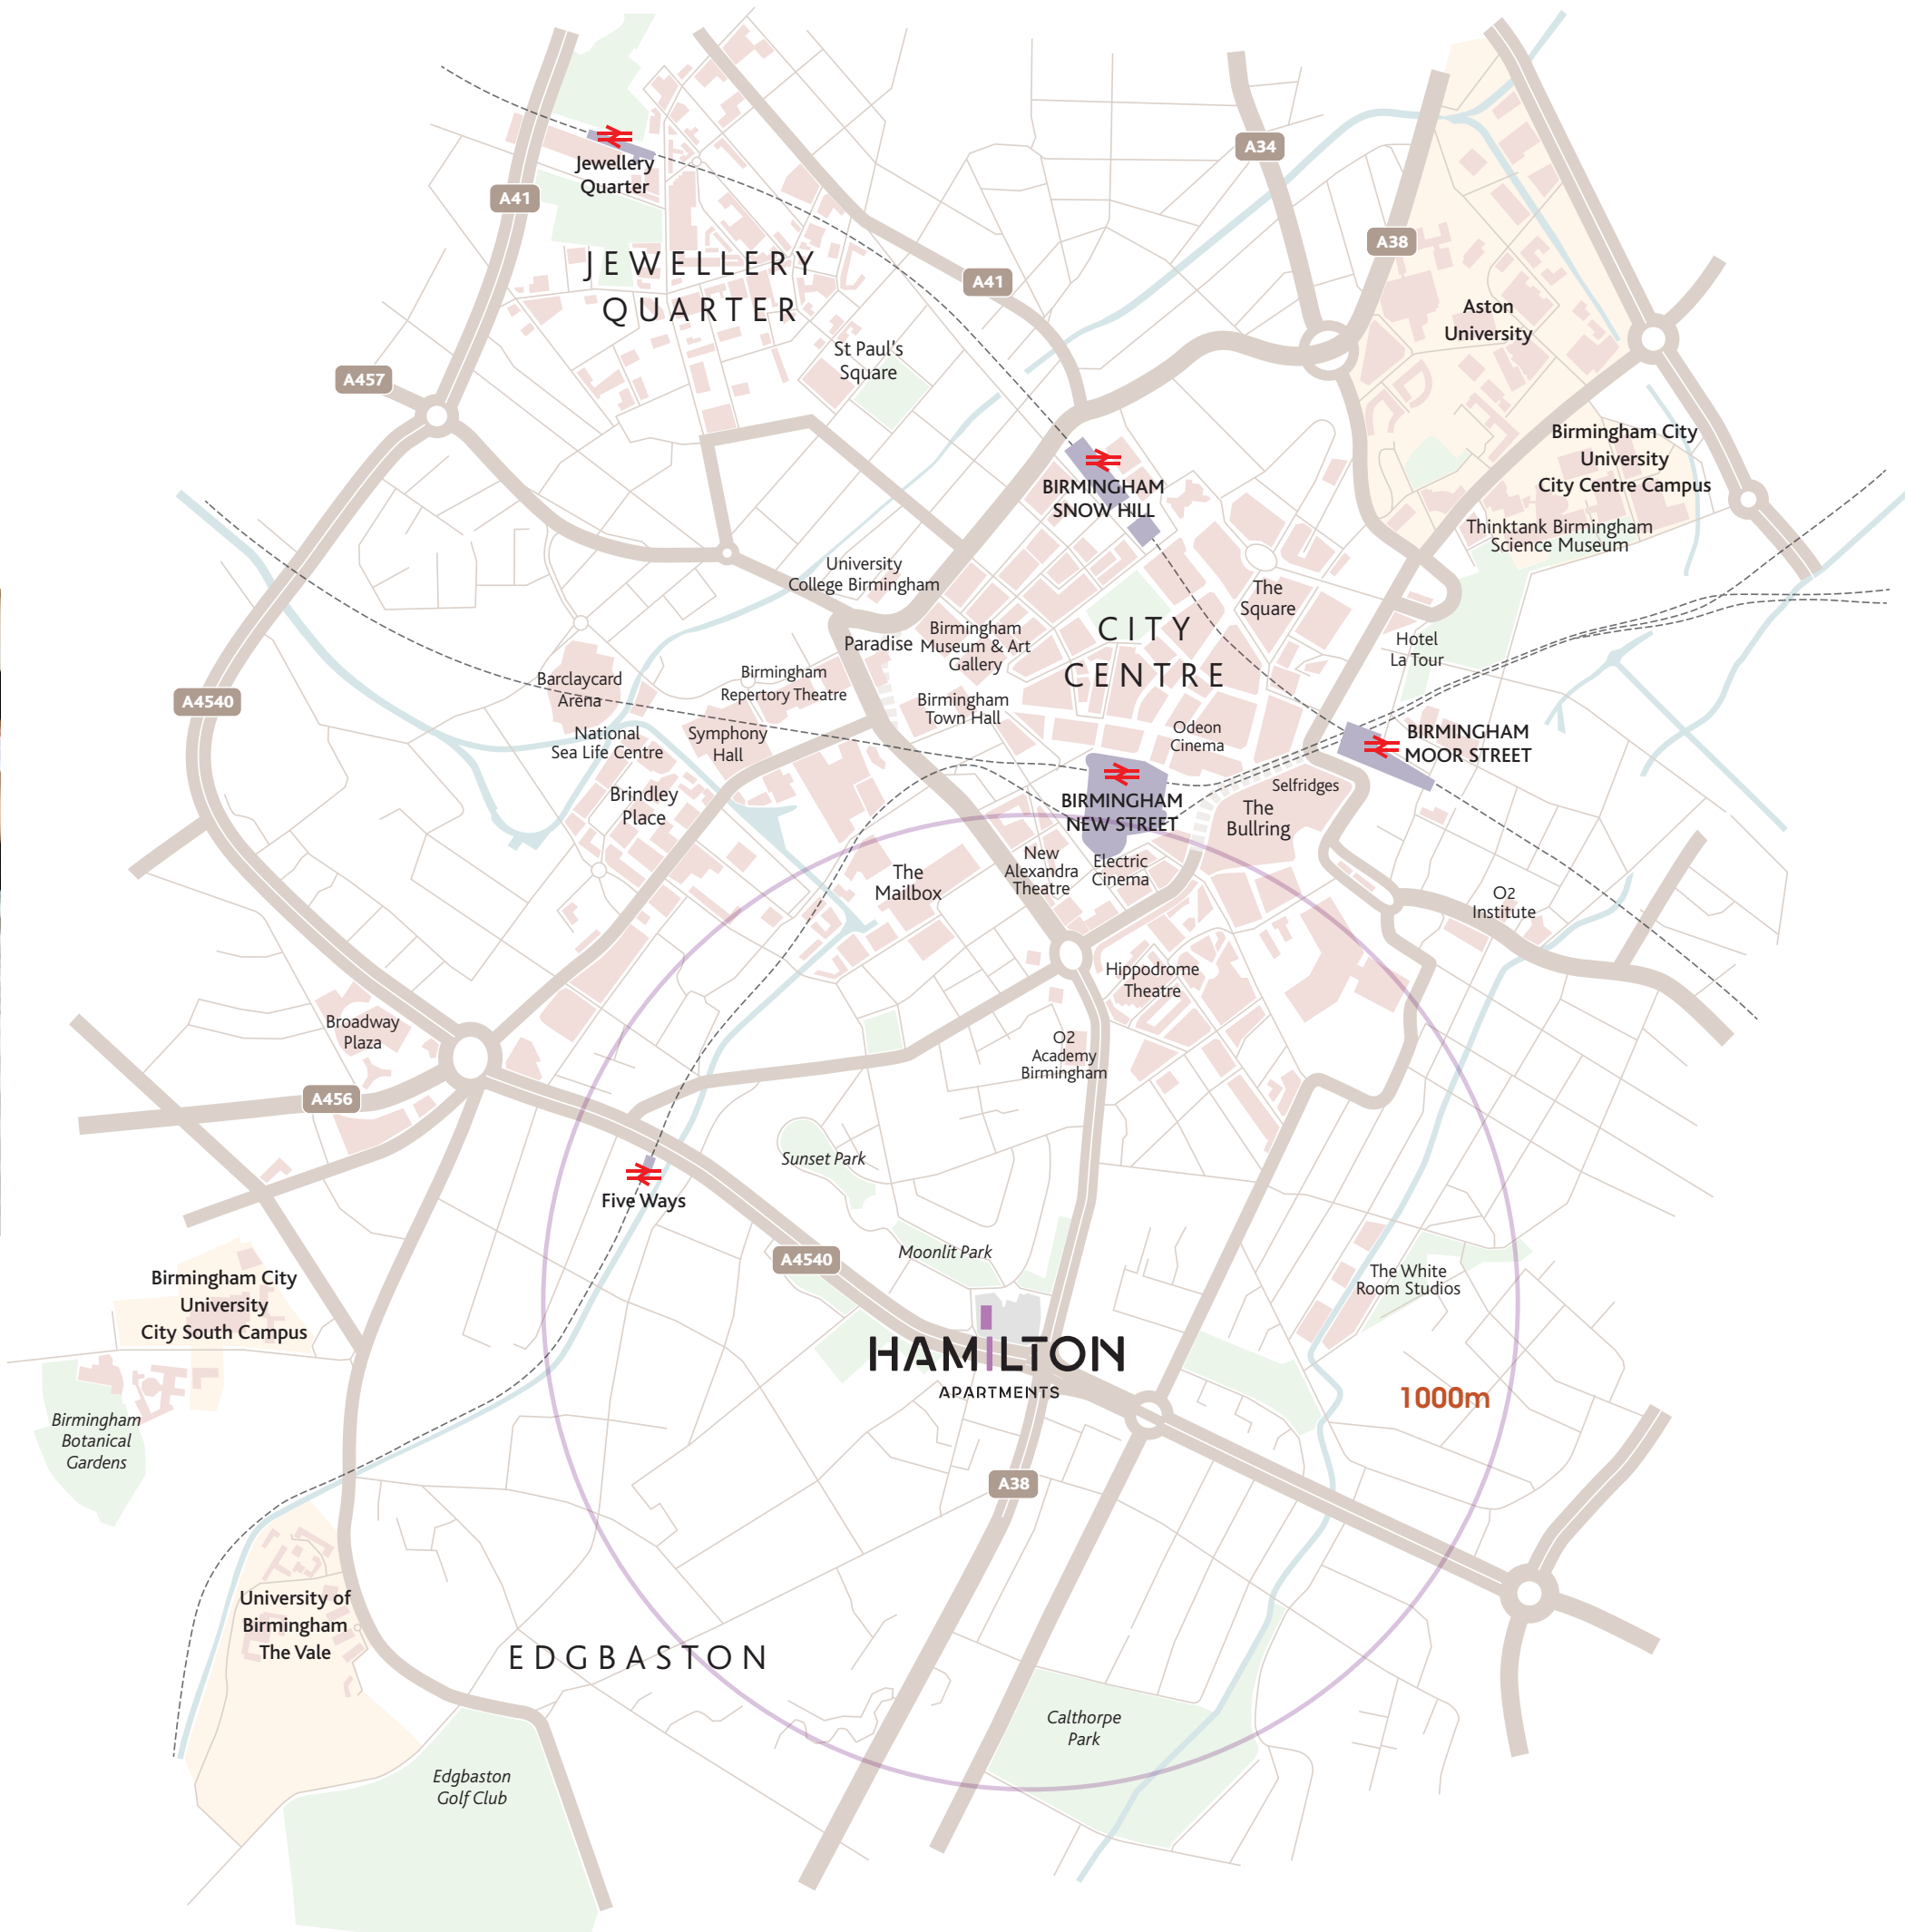 Jewellery
Quarter
A41
A34
A38
JEWELLERY
QUARTER
A41
Aston
University
St Paul's
Square
A457
Birmingham City
University
City Centre Campus
BIRMINGHAM
SNOW HILL
Thinktank Birmingham
Science Museum
University
College Birmingham
The
Square
CITY
CENTRE
Paradise
Birmingham
Museum & Art
Gallery
Hotel
La Tour
Barclaycard
Arena
Birmingham
Repertory Theatre
Birmingham
Town Hall
A4540
National
Sea Life Centre
Symphony
Hall
Odeon
Cinema
BIRMINGHAM
MOOR STREET
Brindley
Place
BIRMINGHAM
NEW STREET
Selfridges
The
Bullring
The
Mailbox
New
Alexandra
Theatre
Electric
Cinema
O2
Institute
Hippodrome
Theatre
Broadway
Plaza
O2
Academy
Birmingham
A456
Sunset Park
Five Ways
Moonlit Park
A4540
Birmingham City
University
City South Campus
The White
Room Studios
HAMILTON
APARTMENTS
1000m
Birmingham
Botanical
Gardens
A38
University of
Birmingham
The Vale
EDGBASTON
Calthorpe
Park
Edgbaston
Golf Club